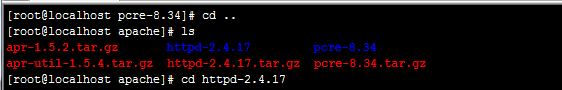 [root@localhost pcre-8.34]# cd ..
[root@localhost apache]# ls
apr-1.5.2.tar.gz httpd-2.4.17 pcre-8.34
apr-util-1.5.4.tar.gz httpd-2.4.17.tar.gz pcre-8.34.tar.gz
[root@localhost apache]# cd httpd-2.4.17